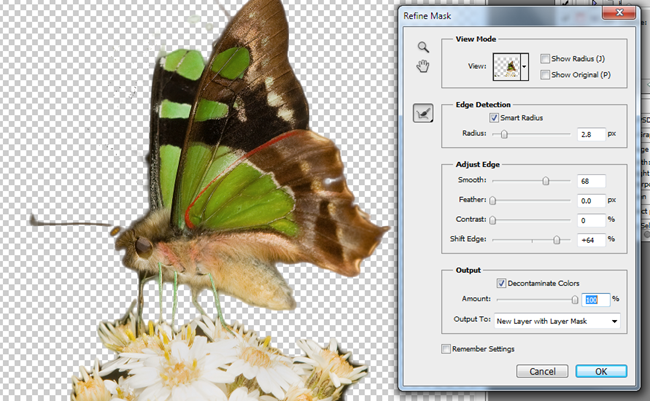 Refine Mask
View Mode
View:
Show Radius (J)
Show Original (P)
Edge Detection
Smart Radius
Radius: 2.8 px
Adjust Edge
Smooth: 68
Feather: 0.0 px
Contrast: 0 %
Shift Edge: +64 %
Output
Decontaminate Colors
Amount: 100 %
Output To: New Layer with Layer Mask
Remember Settings
Cancel OK